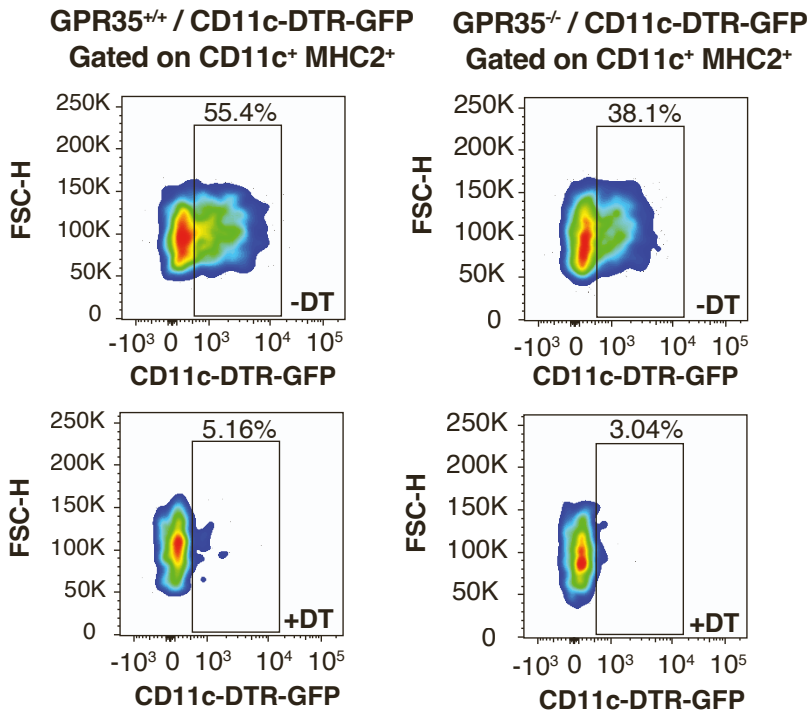 GPR35+/+ / CD11c-DTR-GFP
Gated on CD11c+ MHC2+
GPR35-/- / CD11c-DTR-GFP
Gated on CD11c+ MHC2+
FSC-H
250K
200K
150K
100K
50K
0
55.4%
-DT
-10³ 0 10³ 10⁴ 10⁵
CD11c-DTR-GFP
FSC-H
250K
200K
150K
100K
50K
0
38.1%
-DT
-10³ 0 10³ 10⁴ 10⁵
CD11c-DTR-GFP
FSC-H
250K
200K
150K
100K
50K
0
5.16%
+DT
-10³ 0 10³ 10⁴ 10⁵
CD11c-DTR-GFP
FSC-H
250K
200K
150K
100K
50K
0
3.04%
+DT
-10³ 0 10³ 10⁴ 10⁵
CD11c-DTR-GFP